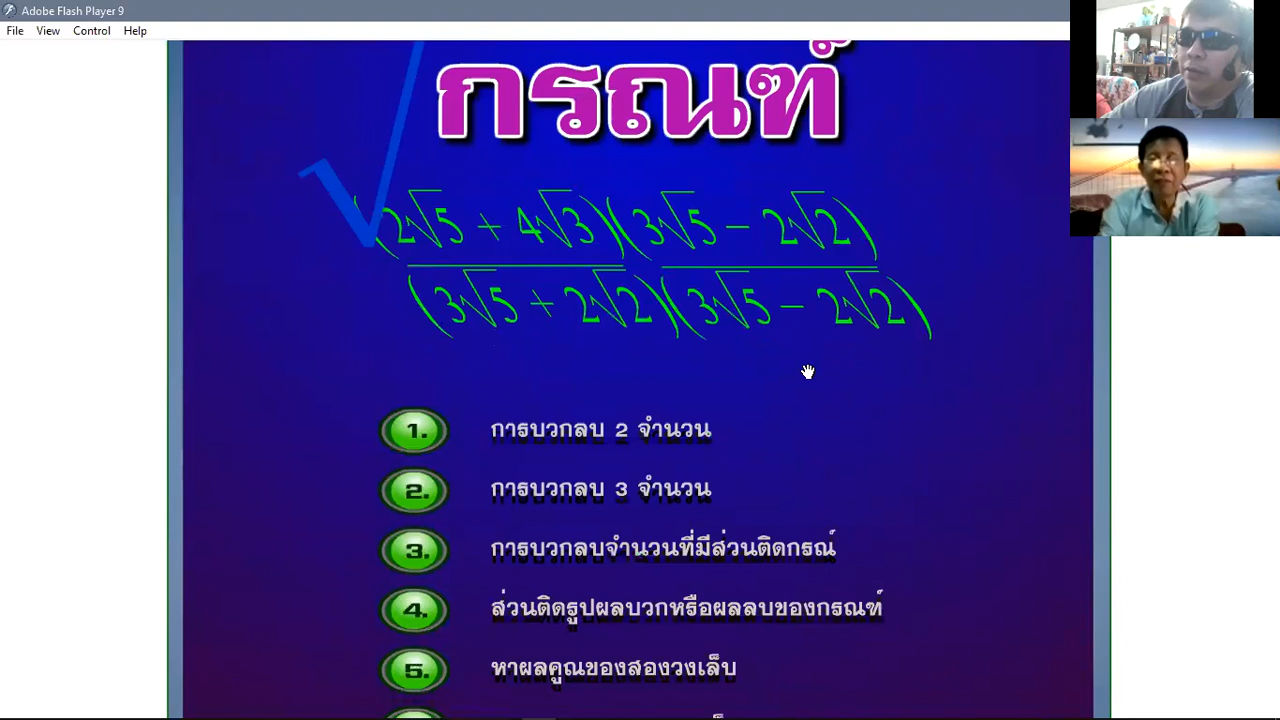 Adobe Flash Player 9
File View Control Help
กรณฑ์
(2√5 + 4√3)(3√5 − 2√2)
(3√5 + 2√2)(3√5 − 2√2)
1. การบวกลบ 2 จำนวน
2. การบวกลบ 3 จำนวน
3. การบวกลบจำนวนที่มีส่วนติดกรณ์
4. ส่วนติดรูปผลบวกหรือผลลบของกรณฑ์
5. หาผลคูณของสองวงเล็บ